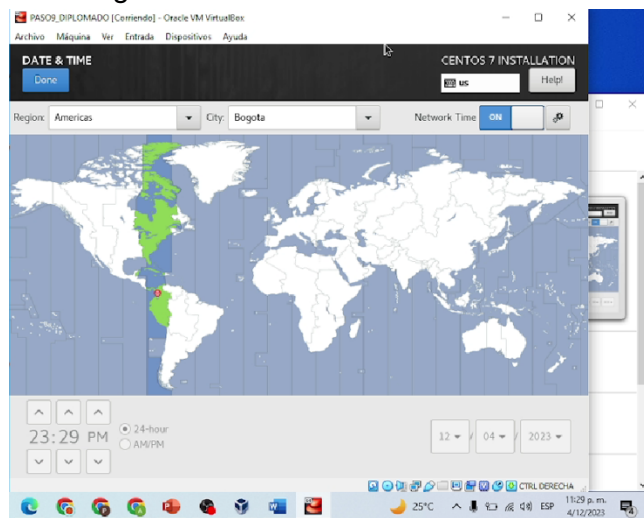 PASO9_DIPLOMADO [Corriendo] - Oracle VM VirtualBox
Archivo Máquina Ver Entrada Dispositivos Ayuda
DATE & TIME
CENTOS 7 INSTALLATION
Done
us
Help!
Region: Americas City: Bogota Network Time ON
23:29 PM
24-hour
AM/PM
12 / 04 / 2023
CTRL DERECHA
25°C ESP 11:29 p. m.
4/12/2023